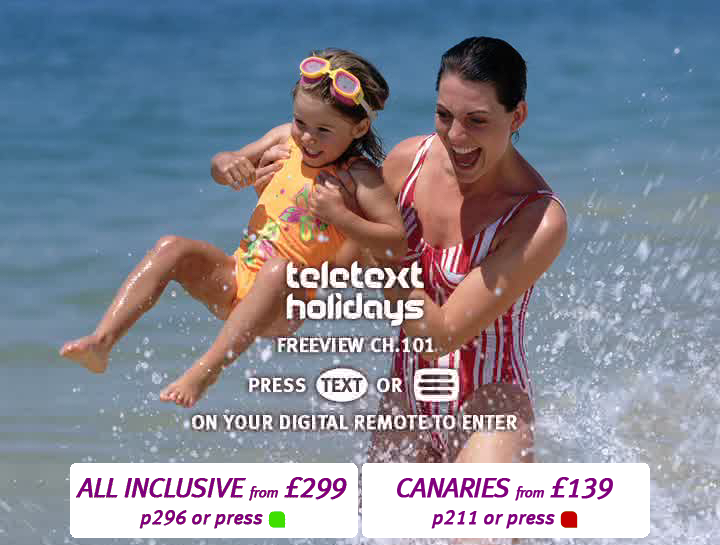 teletext
holidays
FREEVIEW CH.101
PRESS TEXT OR
ON YOUR DIGITAL REMOTE TO ENTER
ALL INCLUSIVE from £299
p296 or press
CANARIES from £139
p211 or press